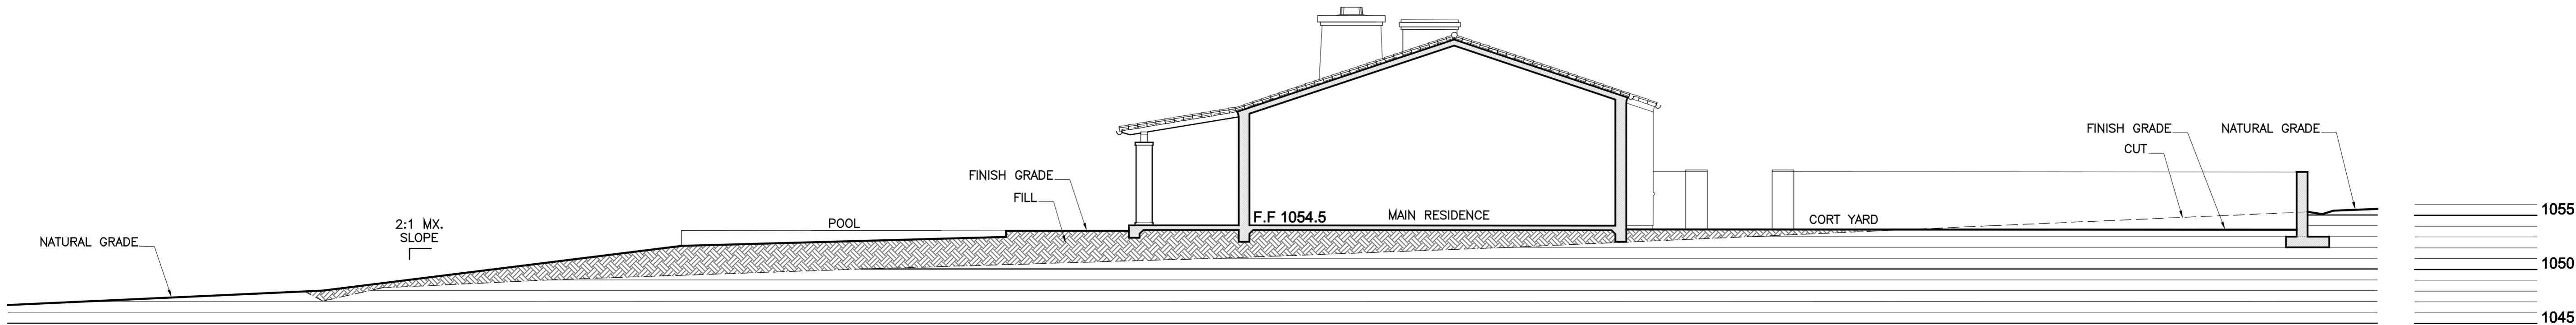 NATURAL GRADE
2:1 MX.
SLOPE
POOL
FINISH GRADE
FILL
F.F 1054.5
MAIN RESIDENCE
CORT YARD
FINISH GRADE
CUT
NATURAL GRADE
1055
1050
1045